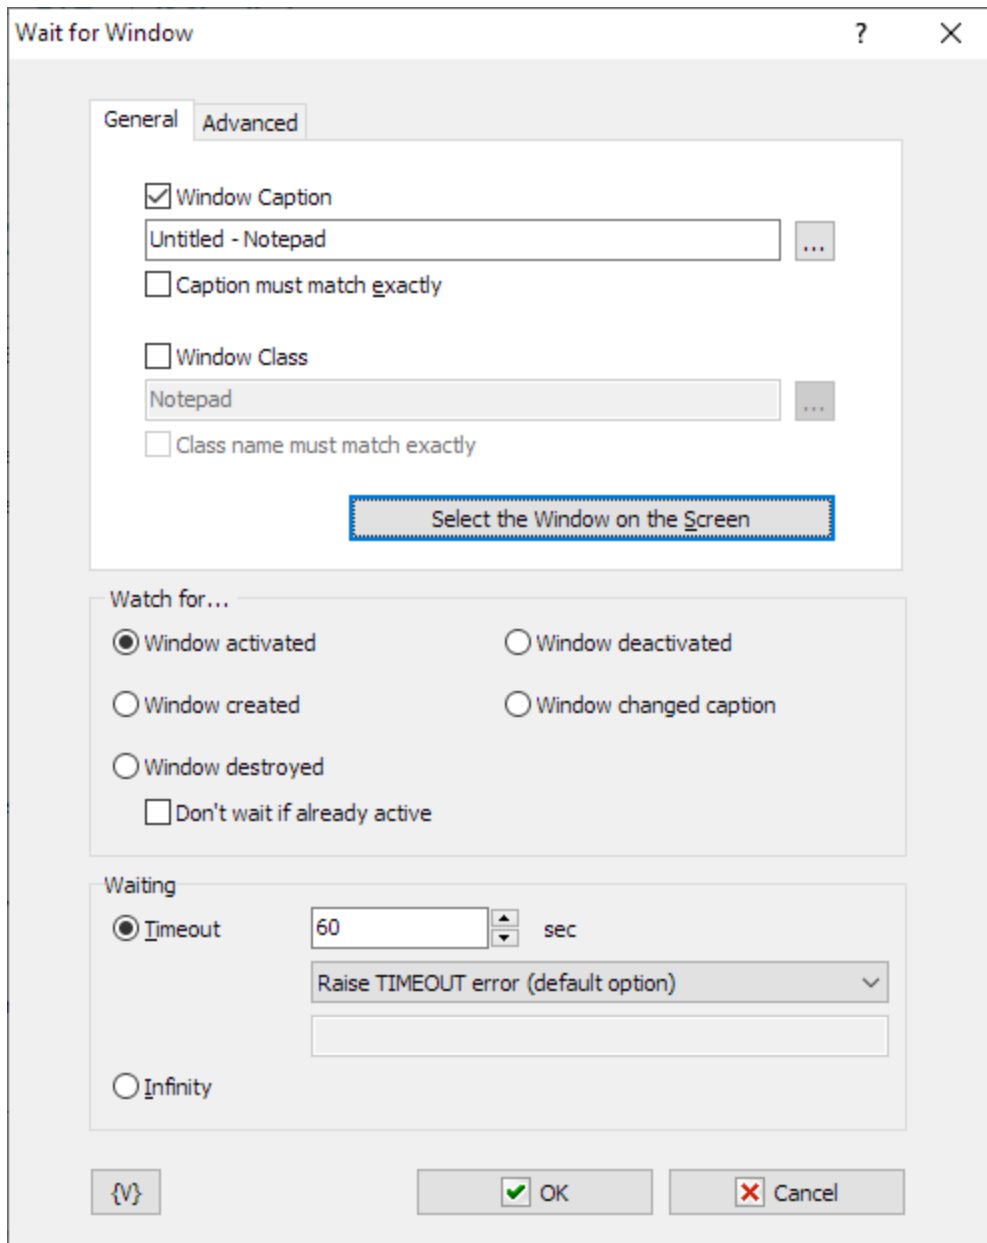 Wait for Window ?
General Advanced
Window Caption
Untitled - Notepad ...
Caption must match exactly
Window Class
Notepad ...
Class name must match exactly
Select the Window on the Screen
Watch for...
Window activated Window deactivated
Window created Window changed caption
Window destroyed
Don't wait if already active
Waiting
Timeout 60 sec
Raise TIMEOUT error (default option)
Infinity
{V} OK Cancel